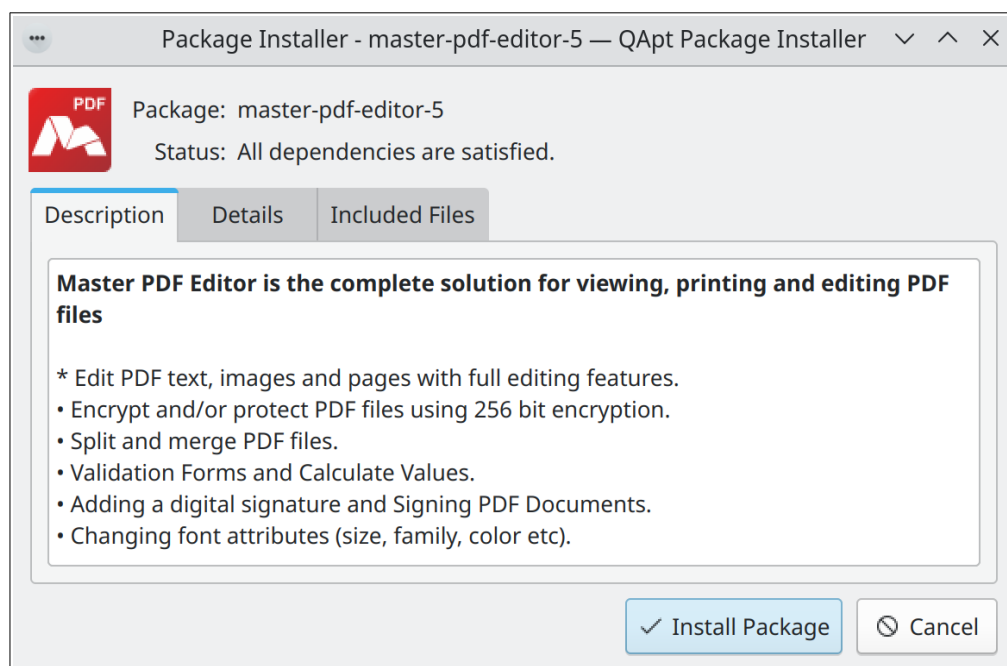 Package Installer - master-pdf-editor-5 — QApt Package Installer
PDF
Package: master-pdf-editor-5
Status: All dependencies are satisfied.
Description Details Included Files
Master PDF Editor is the complete solution for viewing, printing and editing PDF
files
* Edit PDF text, images and pages with full editing features.
• Encrypt and/or protect PDF files using 256 bit encryption.
• Split and merge PDF files.
• Validation Forms and Calculate Values.
• Adding a digital signature and Signing PDF Documents.
• Changing font attributes (size, family, color etc).
Install Package Cancel